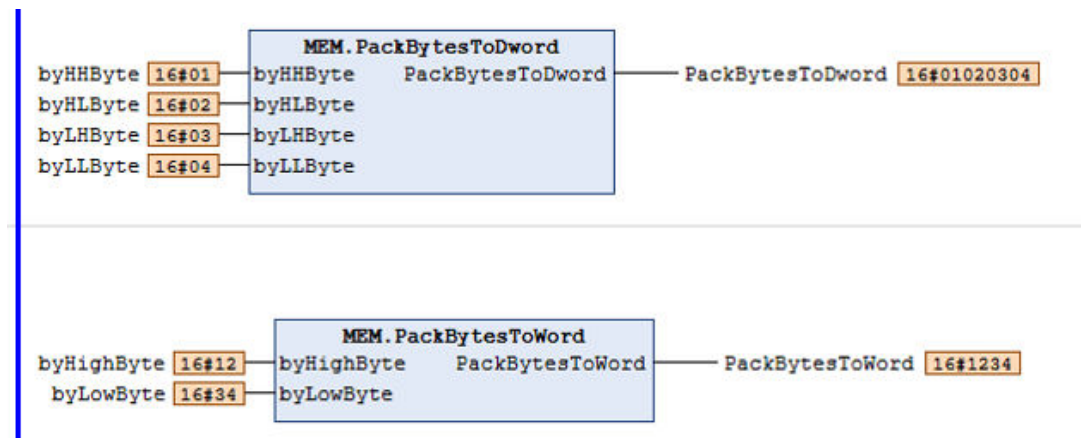 MEM.PackBytesToDword
byHHByte 16#01 byHHByte PackBytesToDword PackBytesToDword 16#01020304
byHLByte 16#02 byHLByte
byLHByte 16#03 byLHByte
byLLByte 16#04 byLLByte
MEM.PackBytesToWord
byHighByte 16#12 byHighByte PackBytesToWord PackBytesToWord 16#1234
byLowByte 16#34 byLowByte